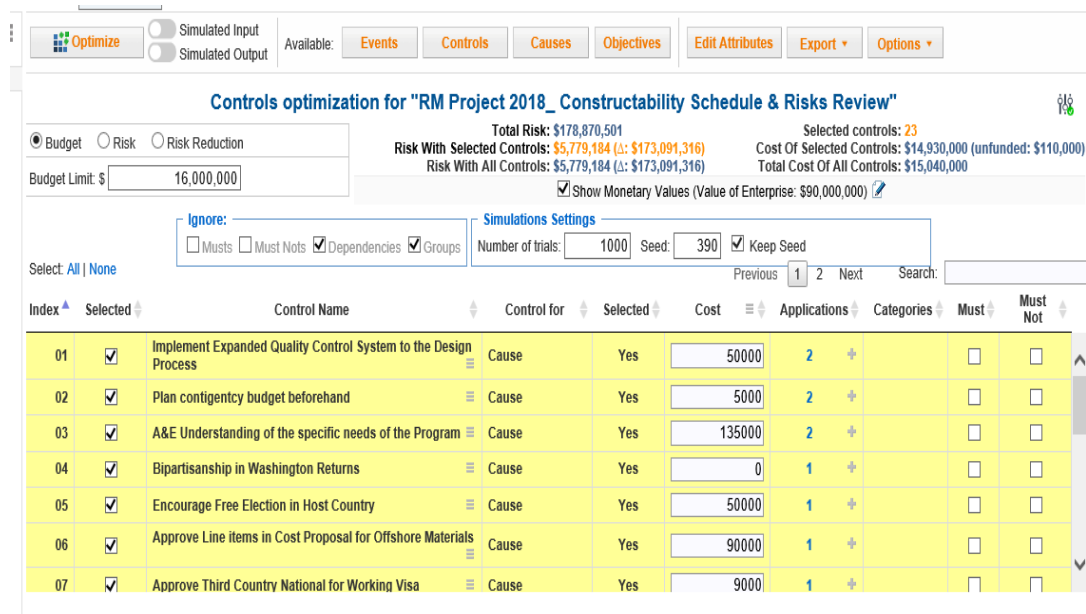 Optimize
Simulated Input
Simulated Output
Available:
Events
Controls
Causes
Objectives
Edit Attributes
Export
Options
Controls optimization for "RM Project 2018_ Constructability Schedule & Risks Review"
Budget Risk Risk Reduction
Budget Limit: $ 16,000,000
Total Risk: $178,870,501
Risk With Selected Controls: $5,779,184 (Δ: $173,091,316)
Risk With All Controls: $5,779,184 (Δ: $173,091,316)
Selected controls: 23
Cost Of Selected Controls: $14,930,000 (unfunded: $110,000)
Total Cost Of All Controls: $15,040,000
Show Monetary Values (Value of Enterprise: $90,000,000)
Ignore:
Musts Must Nots Dependencies Groups
Simulations Settings
Number of trials: 1000 Seed: 390 Keep Seed
Select: All | None
Previous 1 2 Next Search:
Index Selected Control Name Control for Selected Cost Applications Categories Must Must Not
01 Implement Expanded Quality Control System to the Design
Process Cause Yes 50000 2
02 Plan contigentcy budget beforehand Cause Yes 5000 2
03 A&E Understanding of the specific needs of the Program Cause Yes 135000 2
04 Bipartisanship in Washington Returns Cause Yes 0 1
05 Encourage Free Election in Host Country Cause Yes 50000 1
06 Approve Line items in Cost Proposal for Offshore Materials Cause Yes 90000 1
07 Approve Third Country National for Working Visa Cause Yes 9000 1